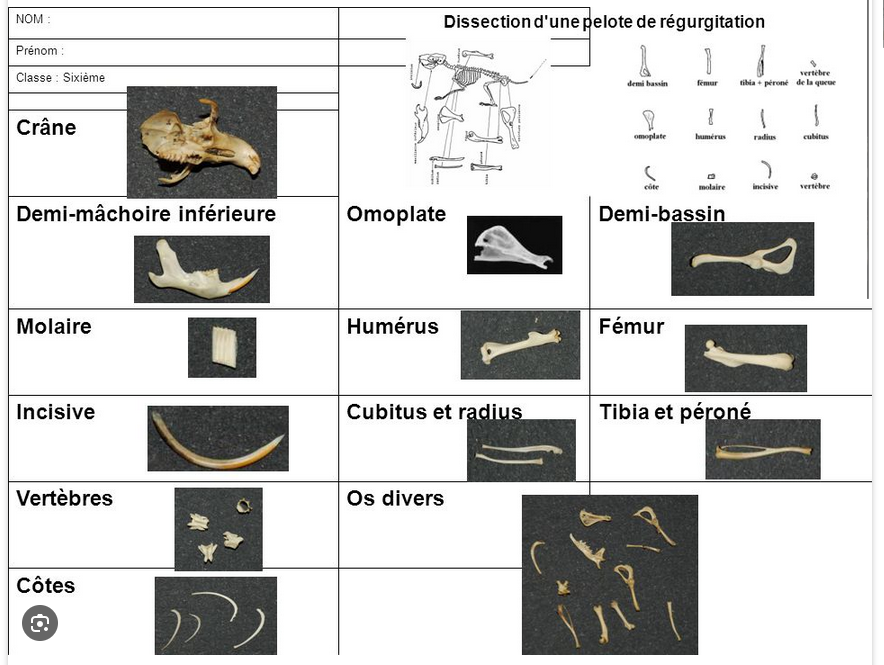 NOM :
Dissection d'une pelote de régurgitation
Prénom :
Classe : Sixième
demi bassin
fémur
tibia + péroné
vertèbre
de la queue
omoplate
humérus
radius
cubitus
côte
molaire
incisive
vertèbre
Crâne
Demi-mâchoire inférieure
Omoplate
Demi-bassin
Molaire
Humérus
Fémur
Incisive
Cubitus et radius
Tibia et péroné
Vertèbres
Os divers
Côtes